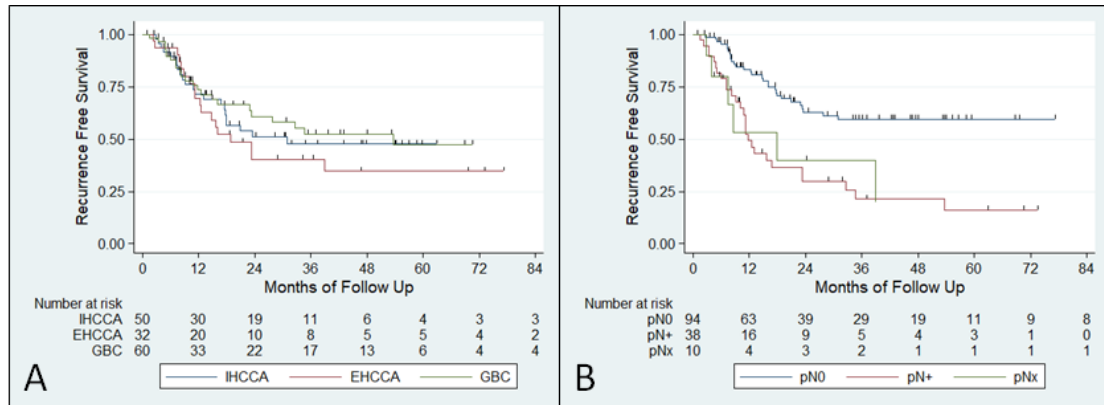 1.00
0.75
0.50
0.25
0.00
Recurrence Free Survival
0 12 24 36 48 60 72 84
Months of Follow Up
Number at risk
IHCCA 50 30 19 11 6 4 3 3
EHCCA 32 20 10 8 5 5 4 2
GBC 60 33 22 17 13 6 4 4
IHCCA EHCCA GBC
A
1.00
0.75
0.50
0.25
0.00
Recurrence Free Survival
0 12 24 36 48 60 72 84
Months of Follow Up
Number at risk
pN0 94 63 39 29 19 11 9 8
pN+ 38 16 9 5 4 3 1 0
pNx 10 4 3 2 1 1 1 1
pN0 pN+ pNx
B